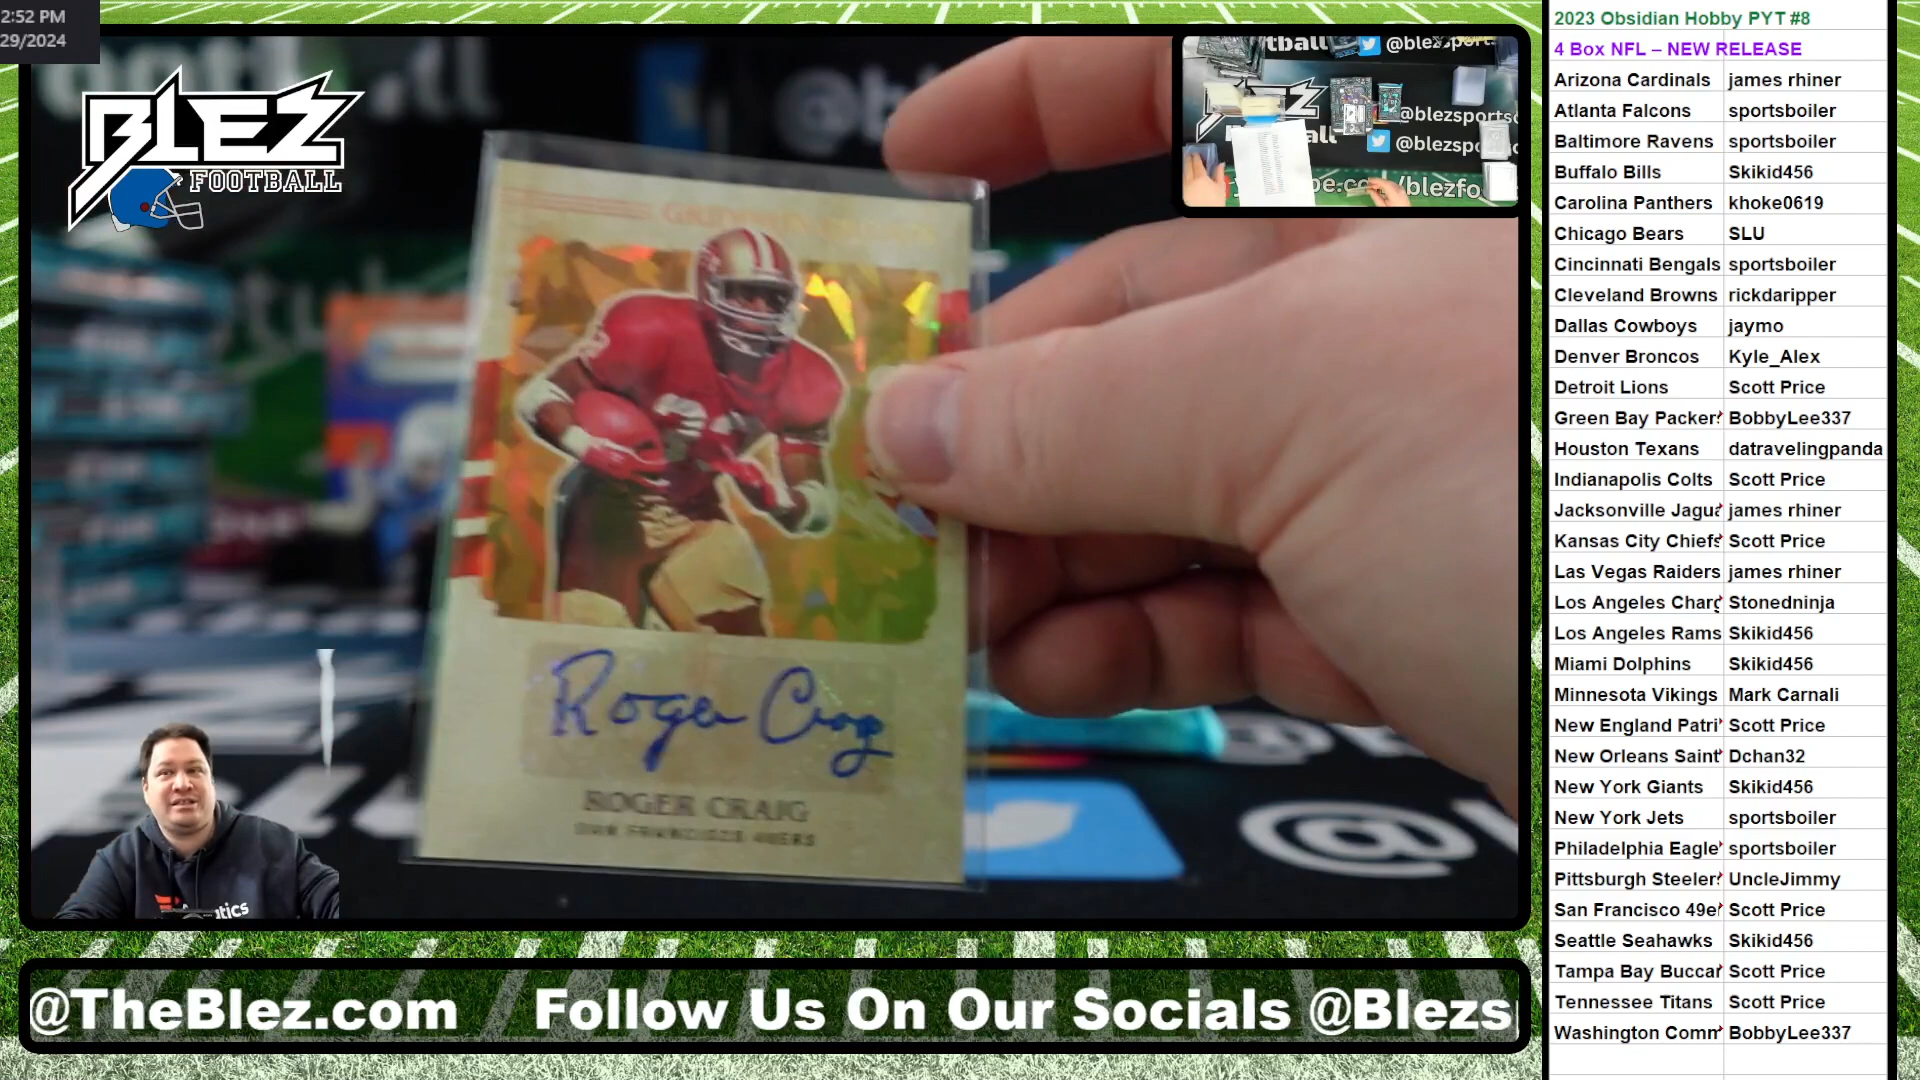 2:52 PM
29/2024
BLEZ
FOOTBALL
ROGER CRAIG
SAN FRANCISCO 49ERS
Roger Craig
@blezsports
@blezsportsc
@TheBlez.com Follow Us On Our Socials @Blezs
2023 Obsidian Hobby PYT #8
4 Box NFL – NEW RELEASE
Arizona Cardinals james rhiner
Atlanta Falcons sportsboiler
Baltimore Ravens sportsboiler
Buffalo Bills Skikid456
Carolina Panthers khoke0619
Chicago Bears SLU
Cincinnati Bengals sportsboiler
Cleveland Browns rickdaripper
Dallas Cowboys jaymo
Denver Broncos Kyle_Alex
Detroit Lions Scott Price
Green Bay Packer BobbyLee337
Houston Texans datravelingpanda
Indianapolis Colts Scott Price
Jacksonville Jagua james rhiner
Kansas City Chiefs Scott Price
Las Vegas Raiders james rhiner
Los Angeles Charg Stonedninja
Los Angeles Rams Skikid456
Miami Dolphins Skikid456
Minnesota Vikings Mark Carnali
New England Patri Scott Price
New Orleans Saint Dchan32
New York Giants Skikid456
New York Jets sportsboiler
Philadelphia Eagle sportsboiler
Pittsburgh Steeler UncleJimmy
San Francisco 49er Scott Price
Seattle Seahawks Skikid456
Tampa Bay Buccar Scott Price
Tennessee Titans Scott Price
Washington Comm BobbyLee337